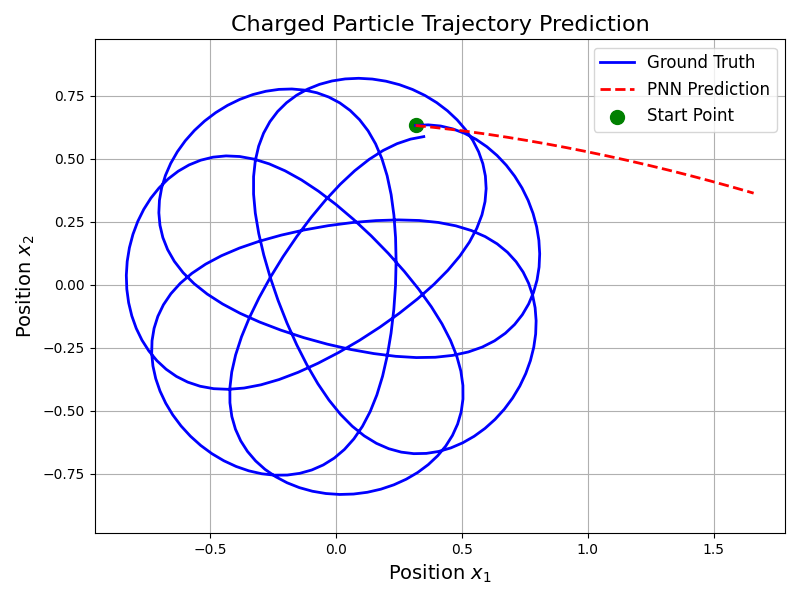 Charged Particle Trajectory Prediction
Ground Truth
PNN Prediction
Start Point
Position x₂
0.75
0.50
0.25
0.00
−0.25
−0.50
−0.75
−0.5
0.0
0.5
1.0
1.5
Position x₁